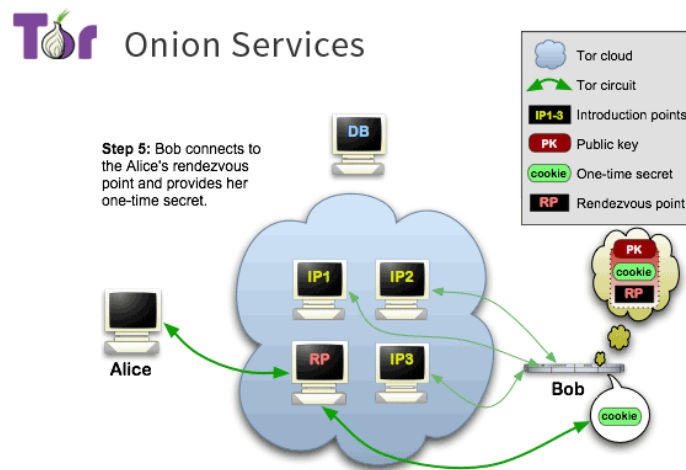 Tor Onion Services
Tor cloud
Tor circuit
IP1-3 Introduction points
PK Public key
cookie One-time secret
RP Rendezvous point
DB
Step 5: Bob connects to
the Alice's rendezvous
point and provides her
one-time secret.
PK
cookie
RP
IP1 IP2
RP IP3
Alice
Bob
cookie